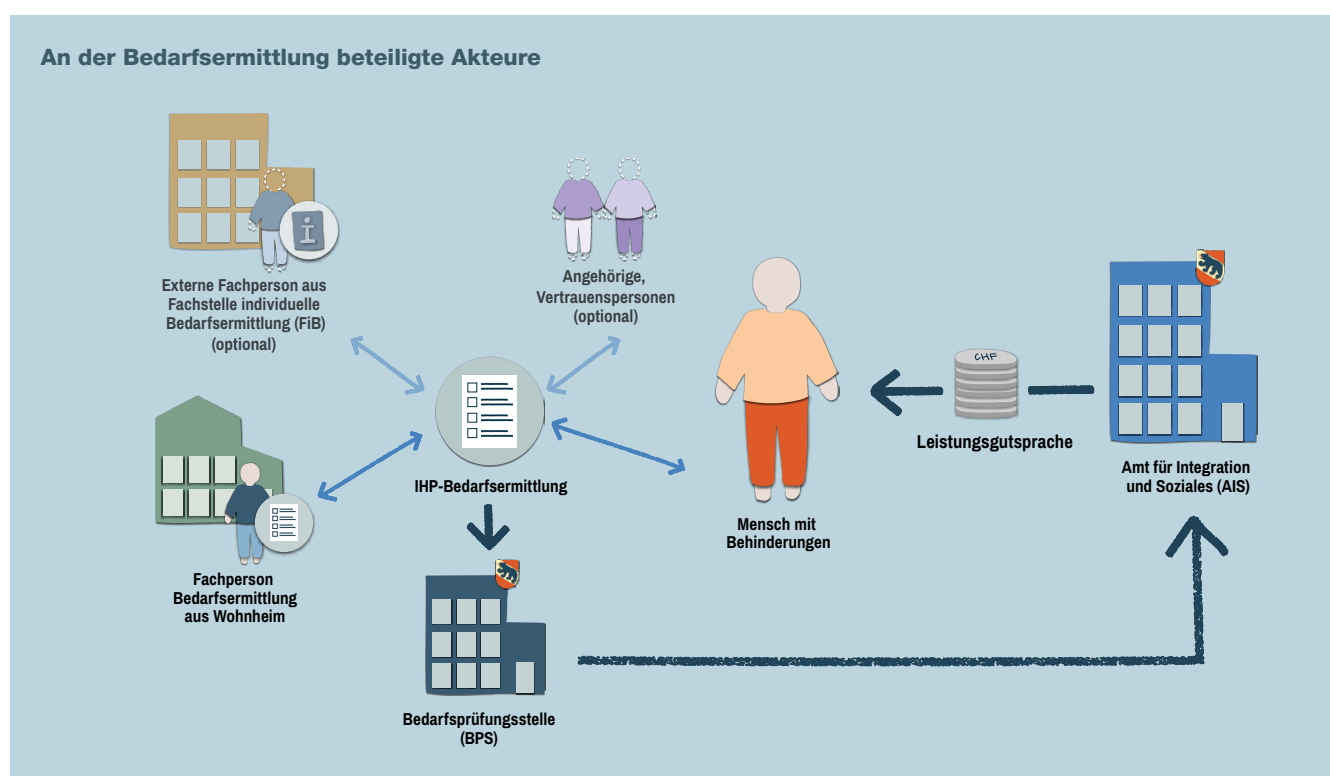 An der Bedarfsermittlung beteiligte Akteure
Externe Fachperson aus
Fachstelle individuelle
Bedarfsermittlung (FiB)
(optional)
Angehörige,
Vertrauenspersonen
(optional)
CHF
Leistungsgutsprache
Amt für Integration
und Soziales (AIS)
IHP-Bedarfsermittlung
Mensch mit
Behinderungen
Fachperson
Bedarfsermittlung
aus Wohnheim
Bedarfsprüfungsstelle
(BPS)